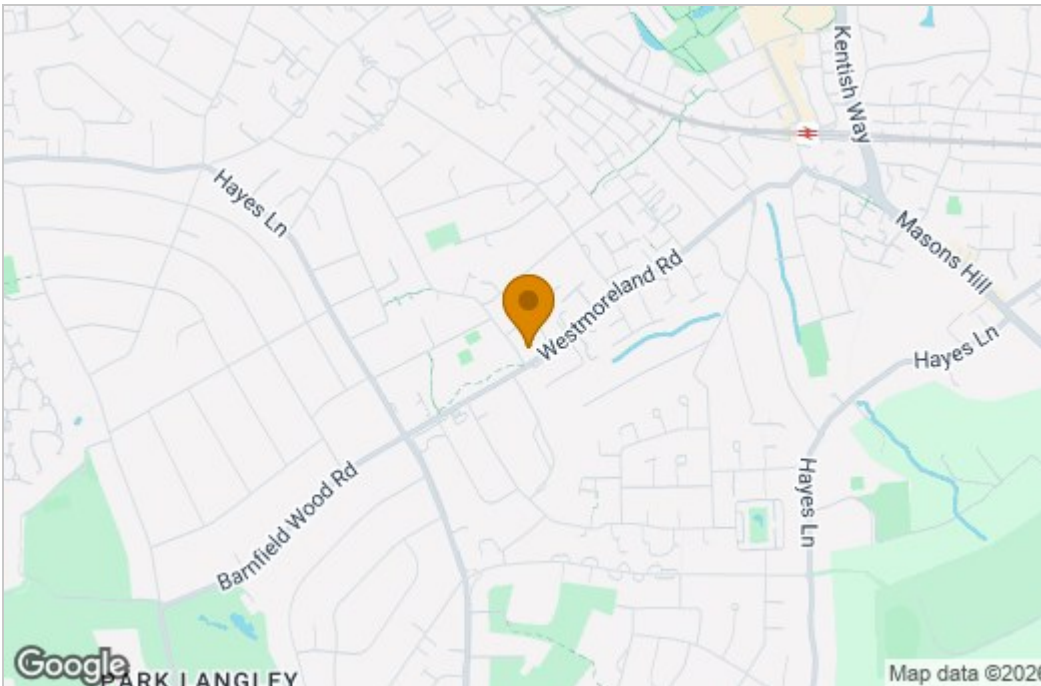 Kentish Way
Hayes Ln
Masons Hill
Westmoreland Rd
Hayes Ln
Hayes Ln
Barnfield Wood Rd
PARK LANGLEY
Google
Map data ©2026